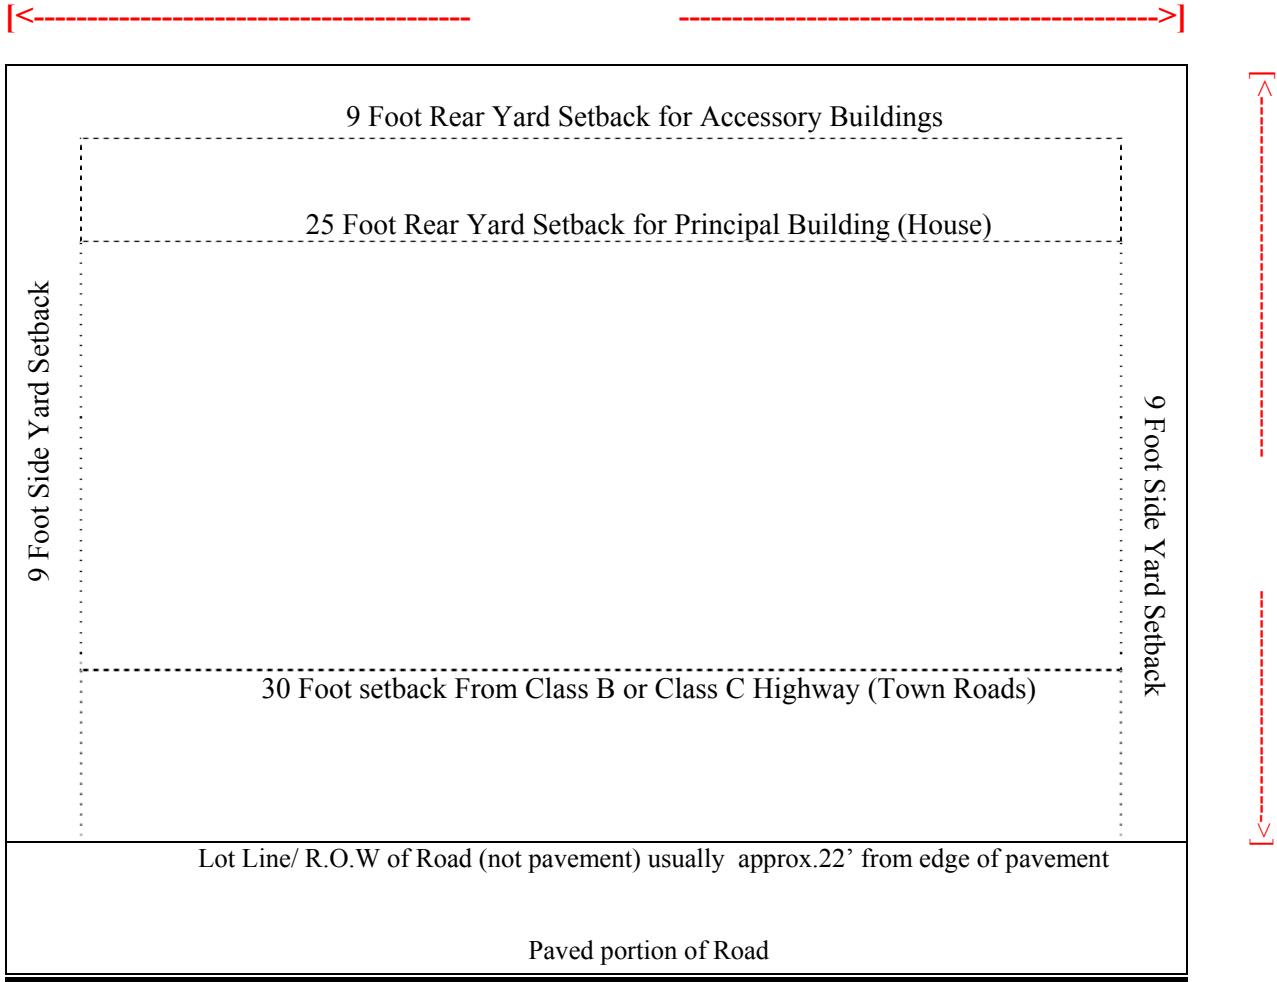 9 Foot Rear Yard Setback for Accessory Buildings
25 Foot Rear Yard Setback for Principal Building (House)
9 Foot Side Yard Setback
9 Foot Side Yard Setback
30 Foot setback From Class B or Class C Highway (Town Roads)
Lot Line/ R.O.W of Road (not pavement) usually  approx.22’ from edge of pavement
Paved portion of Road